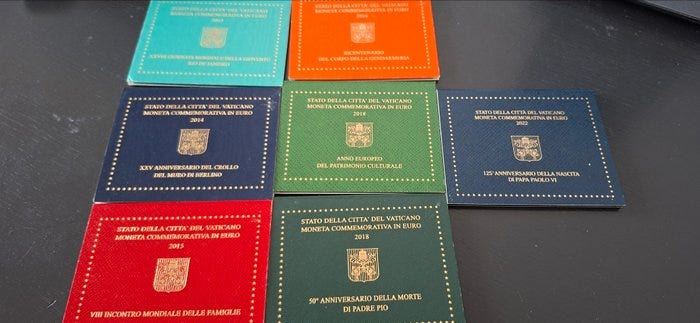 STATO DELLA CITTA' DEL VATICANO
MONETA COMMEMORATIVA IN EURO
2013
XXVIII GIORNATA MONDIALE DELLA GIOVENTÙ
RIO DE JANEIRO
STATO DELLA CITTA' DEL VATICANO
MONETA COMMEMORATIVA IN EURO
2016
BICENTENARIO
DEL CORPO DELLA GENDARMERIA
STATO DELLA CITTA' DEL VATICANO
MONETA COMMEMORATIVA IN EURO
2014
XXV ANNIVERSARIO DEL CROLLO
DEL MURO DI BERLINO
STATO DELLA CITTA' DEL VATICANO
MONETA COMMEMORATIVA IN EURO
2018
ANNO EUROPEO
DEL PATRIMONIO CULTURALE
STATO DELLA CITTÀ DEL VATICANO
MONETA COMMEMORATIVA IN EURO
2022
125° ANNIVERSARIO DELLA NASCITA
DI PAPA PAOLO VI
STATO DELLA CITTA' DEL VATICANO
MONETA COMMEMORATIVA IN EURO
2015
VIII INCONTRO MONDIALE DELLE FAMIGLIE
STATO DELLA CITTA' DEL VATICANO
MONETA COMMEMORATIVA IN EURO
2018
50° ANNIVERSARIO DELLA MORTE
DI PADRE PIO